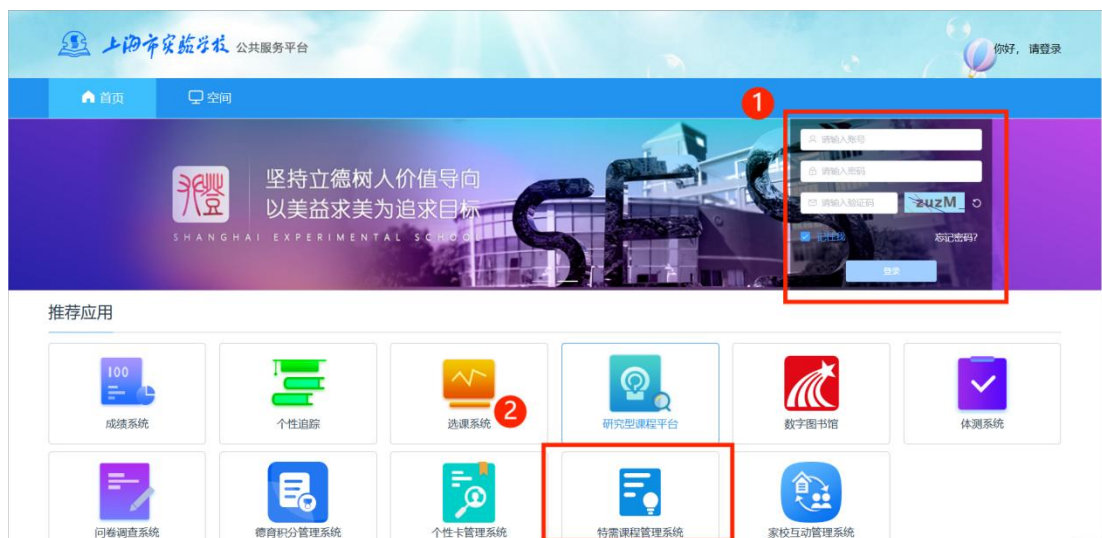 上海市实验学校 公共服务平台
你好，请登录
首页 空间
1
请输入账号
坚持立德树人价值导向
请输入密码
以美益求美为追求目标
请输入验证码 zuzM
SHANGHAI EXPERIMENTAL SCHOOL
SES
记住我 忘记密码?
登录
推荐应用
100
成绩系统 个性追踪 选课系统 2 研究型课程平台 数字图书馆 体测系统
问卷调查系统 德育积分管理系统 个性卡管理系统 特需课程管理系统 家校互动管理系统